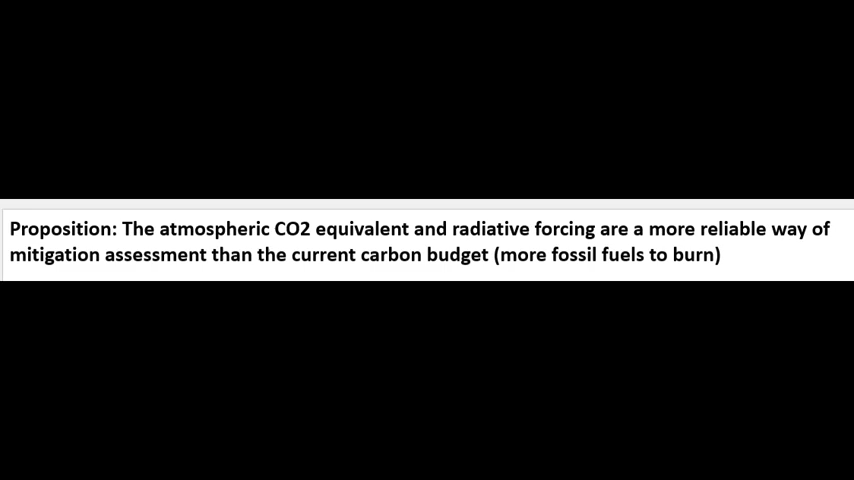 Proposition: The atmospheric CO2 equivalent and radiative forcing are a more reliable way of
mitigation assessment than the current carbon budget (more fossil fuels to burn)